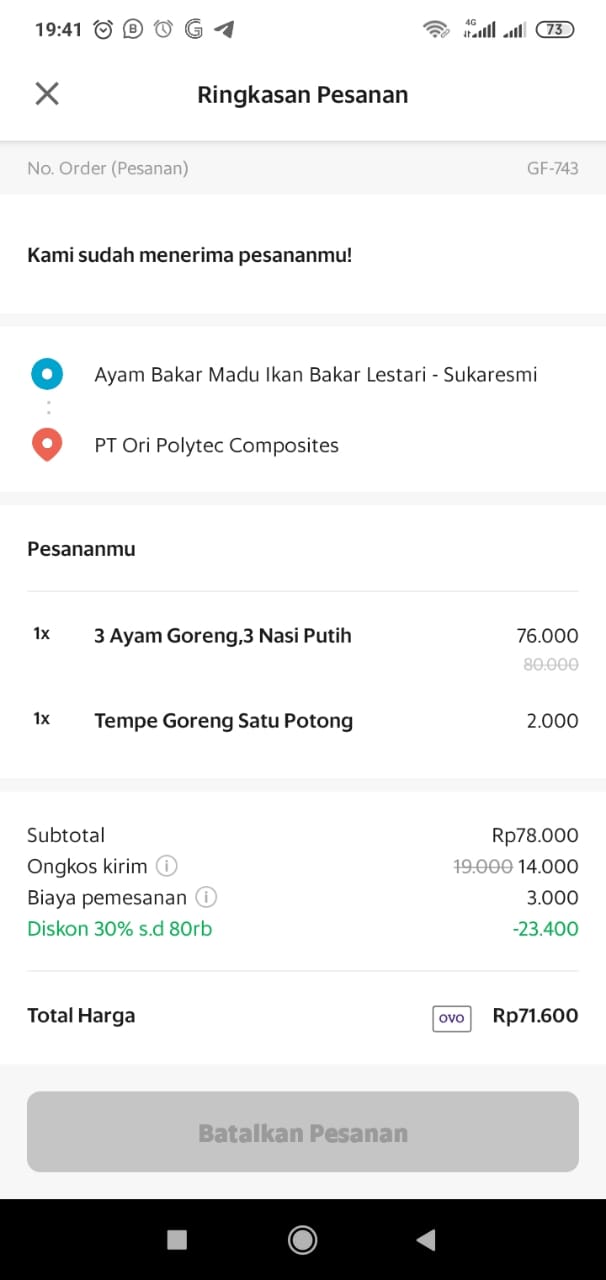 19:41
4G
73
Ringkasan Pesanan
No. Order (Pesanan) GF-743
Kami sudah menerima pesananmu!
Ayam Bakar Madu Ikan Bakar Lestari - Sukaresmi
PT Ori Polytec Composites
Pesananmu
1x 3 Ayam Goreng,3 Nasi Putih 76.000
80.000
1x Tempe Goreng Satu Potong 2.000
Subtotal Rp78.000
Ongkos kirim 19.000 14.000
Biaya pemesanan 3.000
Diskon 30% s.d 80rb -23.400
Total Harga OVO Rp71.600
Batalkan Pesanan